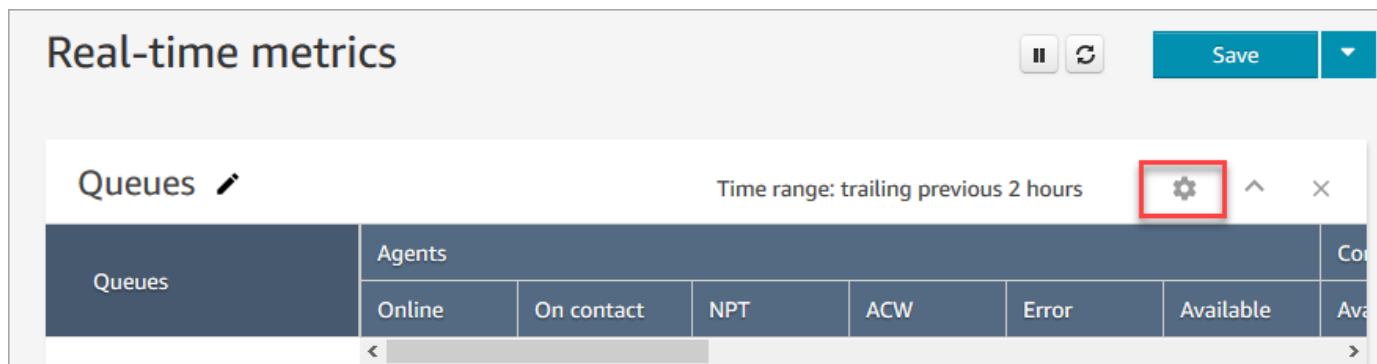 Real-time metrics
Save
Queues
Time range: trailing previous 2 hours
Queues
Agents
Online
On contact
NPT
ACW
Error
Available